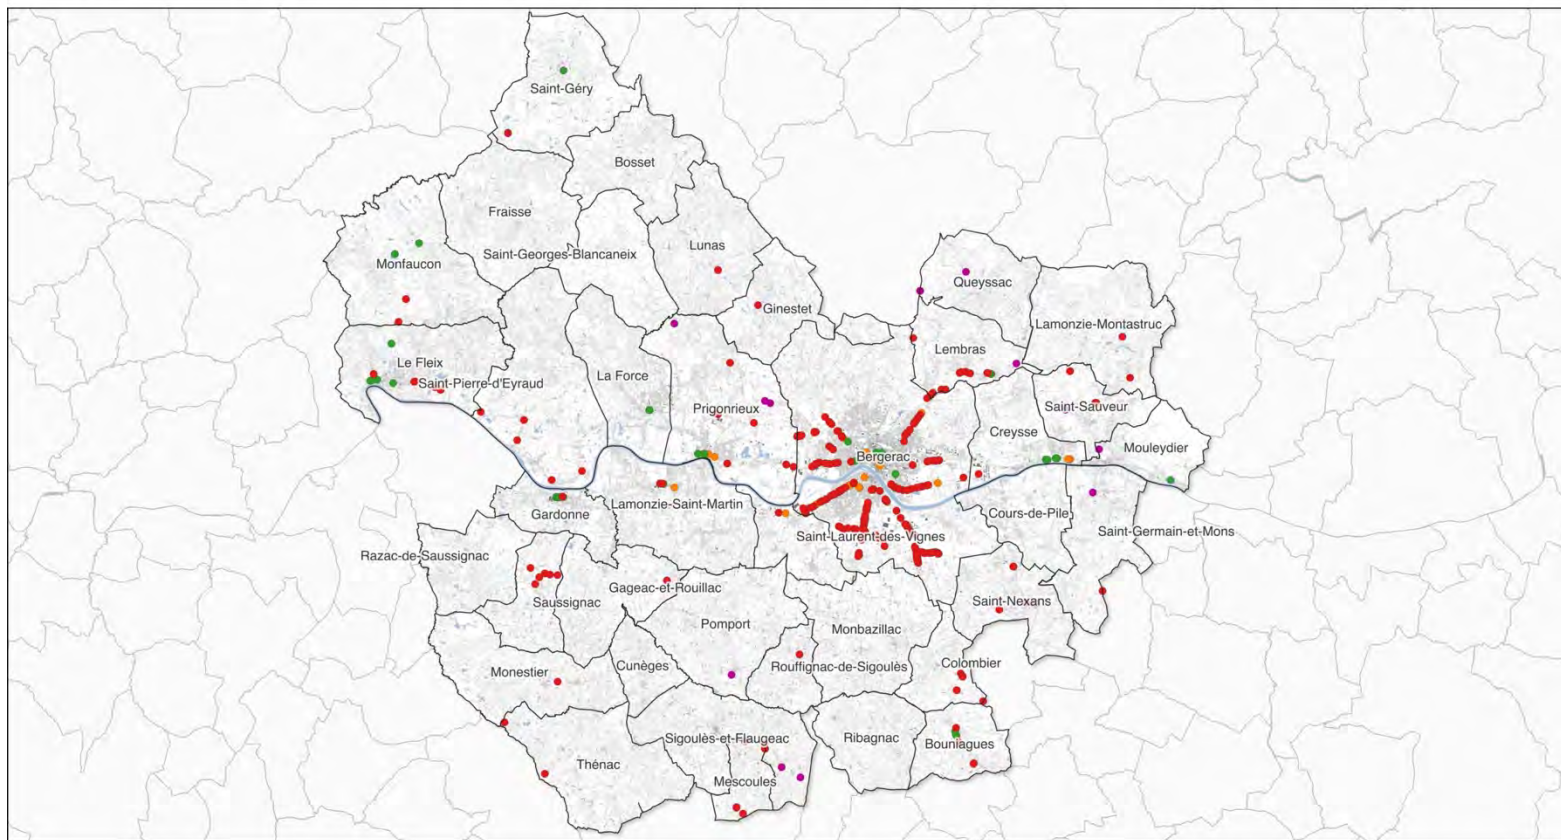 Saint-Géry
Bosset
Fraisse
Lunas
Saint-Georges-Blancaneix
Monfaucon
Queyssac
Ginestet
Lamonzie-Montastruc
Lembras
Le Fleix
La Force
Saint-Pierre-d'Eyraud
Prigonrieux
Saint-Sauveur
Creysse
Mouleydier
Bergerac
Lamonzie-Saint-Martin
Gardonne
Cours-de-Pile
Saint-Germain-et-Mons
Saint-Laurent-des-Vignes
Razac-de-Saussignac
Gageac-et-Rouillac
Saussignac
Saint-Nexans
Pomport
Monbazillac
Colombier
Cunèges
Rouffignac-de-Sigoulès
Monestier
Sigoulès-et-Flaugeac
Ribagnac
Bouniagues
Thénac
Mescoules